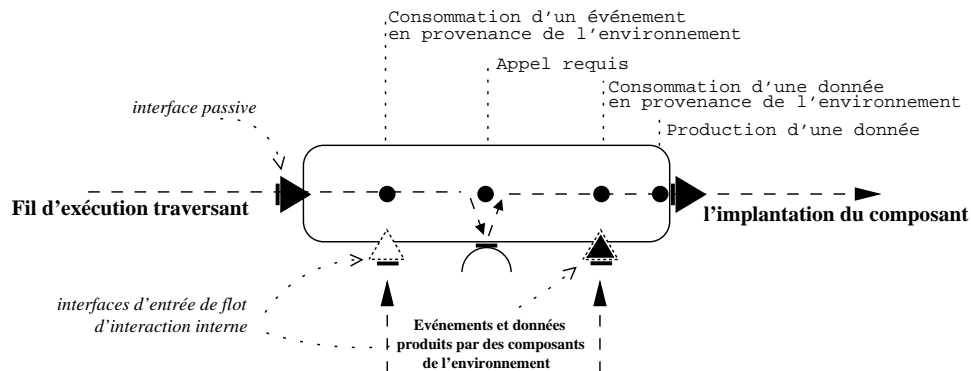 Consommation d'un événement
en provenance de l'environnement
Appel requis
Consommation d'une donnée
en provenance de l'environnement
interface passive
Production d'une donnée
Fil d'exécution traversant
l'implantation du composant
interfaces d'entrée de flot
d'interaction interne
Evénements et données
produits par des composants
de l'environnement